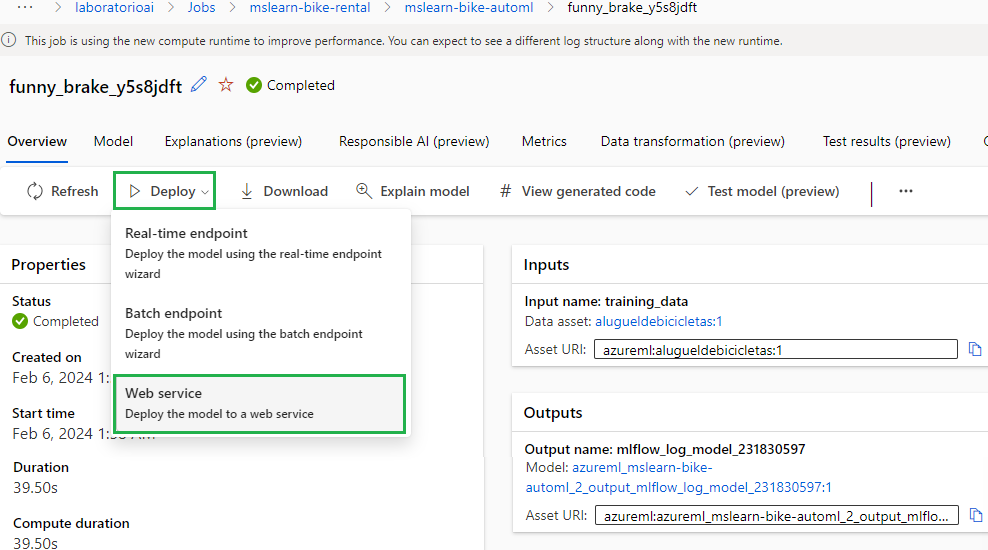 ··· > laboratorioai > Jobs > mslearn-bike-rental > mslearn-bike-automl > funny_brake_y5s8jdft
This job is using the new compute runtime to improve performance. You can expect to see a different log structure along with the new runtime.
funny_brake_y5s8jdft Completed
Overview Model Explanations (preview) Responsible AI (preview) Metrics Data transformation (preview) Test results (preview)
Refresh Deploy Download Explain model # View generated code Test model (preview) ···
Real-time endpoint
Deploy the model using the real-time endpoint
wizard
Batch endpoint
Deploy the model using the batch endpoint
wizard
Web service
Deploy the model to a web service
Properties
Status
Completed
Created on
Feb 6, 2024 1:
Start time
Feb 6, 2024
Duration
39.50s
Compute duration
39.50s
Inputs
Input name: training_data
Data asset: alugueldebicicletas:1
Asset URI: azureml:alugueldebicicletas:1
Outputs
Output name: mlflow_log_model_231830597
Model: azureml_mslearn-bike-
automl_2_output_mlflow_log_model_231830597:1
Asset URI: azureml:azureml_mslearn-bike-automl_2_output_mlflo...